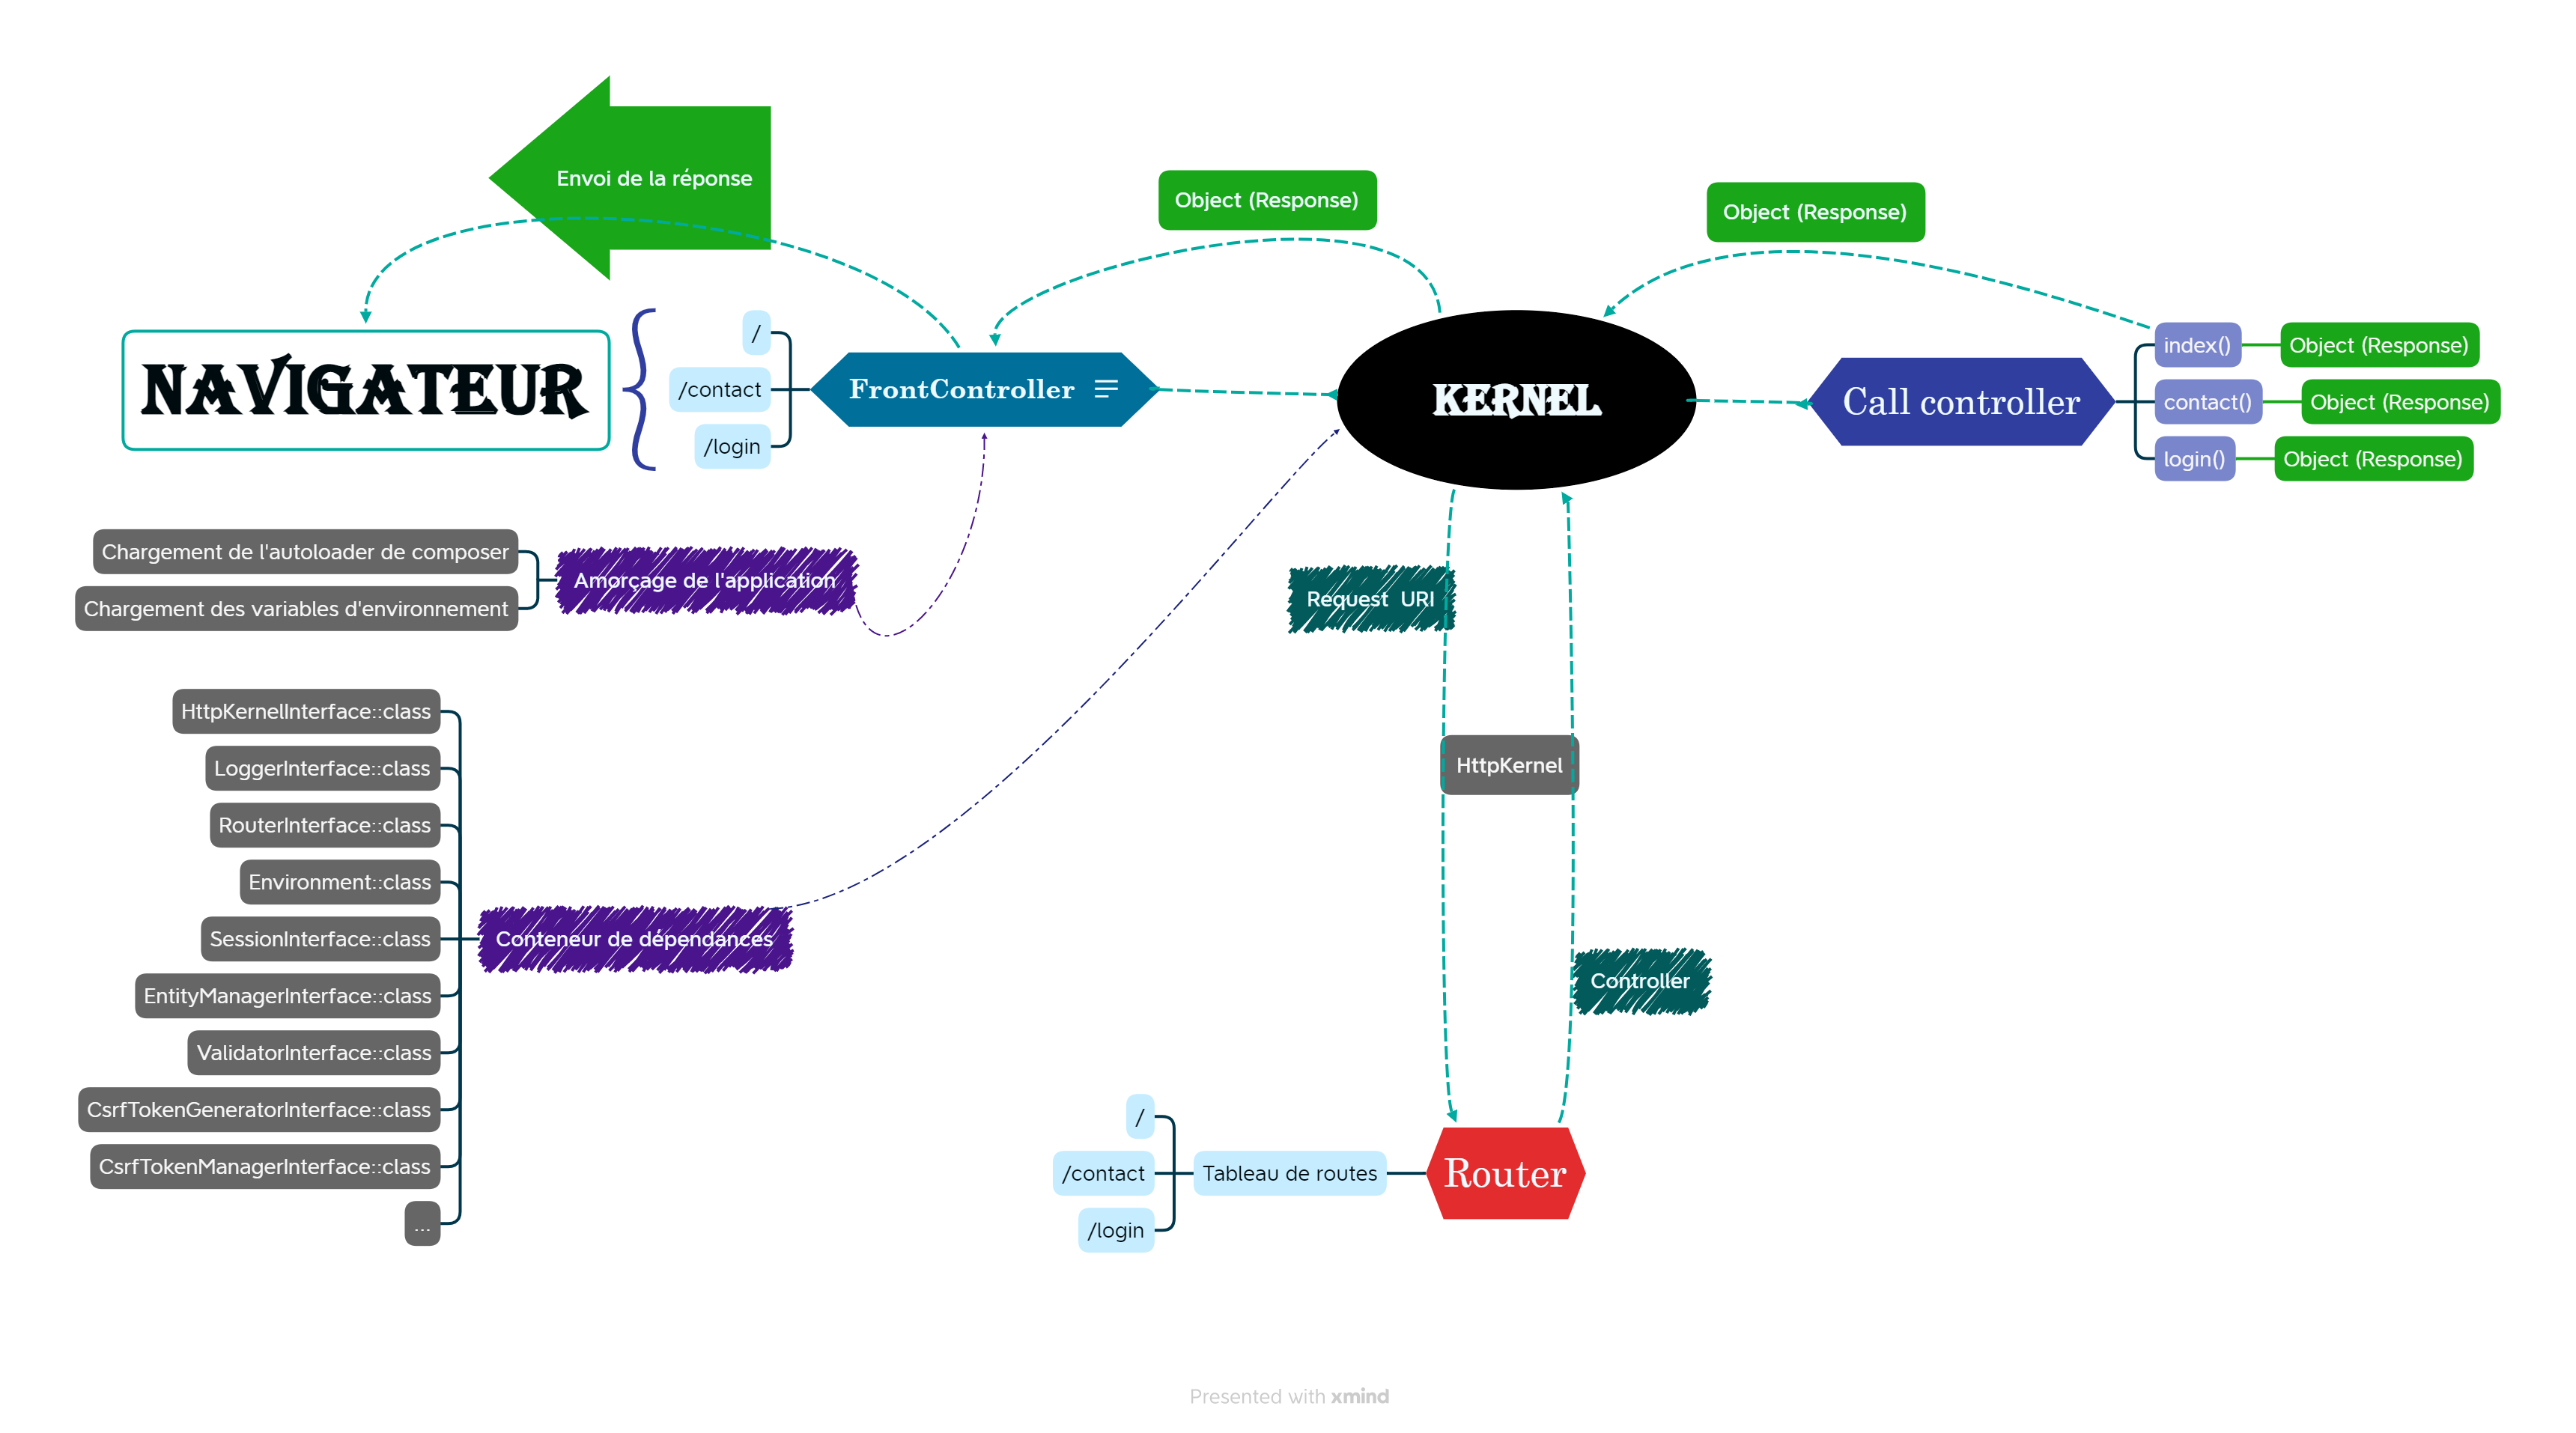 Envoi de la réponse
Object (Response)
Object (Response)
NAVIGATEUR
/
/contact
/login
FrontController
KERNEL
Call controller
index()
Object (Response)
contact()
Object (Response)
login()
Object (Response)
Chargement de l'autoloader de composer
Chargement des variables d'environnement
Amorçage de l'application
Request URI
HttpKernelInterface::class
LoggerInterface::class
RouterInterface::class
Environment::class
SessionInterface::class
EntityManagerInterface::class
ValidatorInterface::class
CsrfTokenGeneratorInterface::class
CsrfTokenManagerInterface::class
...
Conteneur de dépendances
HttpKernel
Controller
/
/contact
/login
Tableau de routes
Router
Presented with xmind